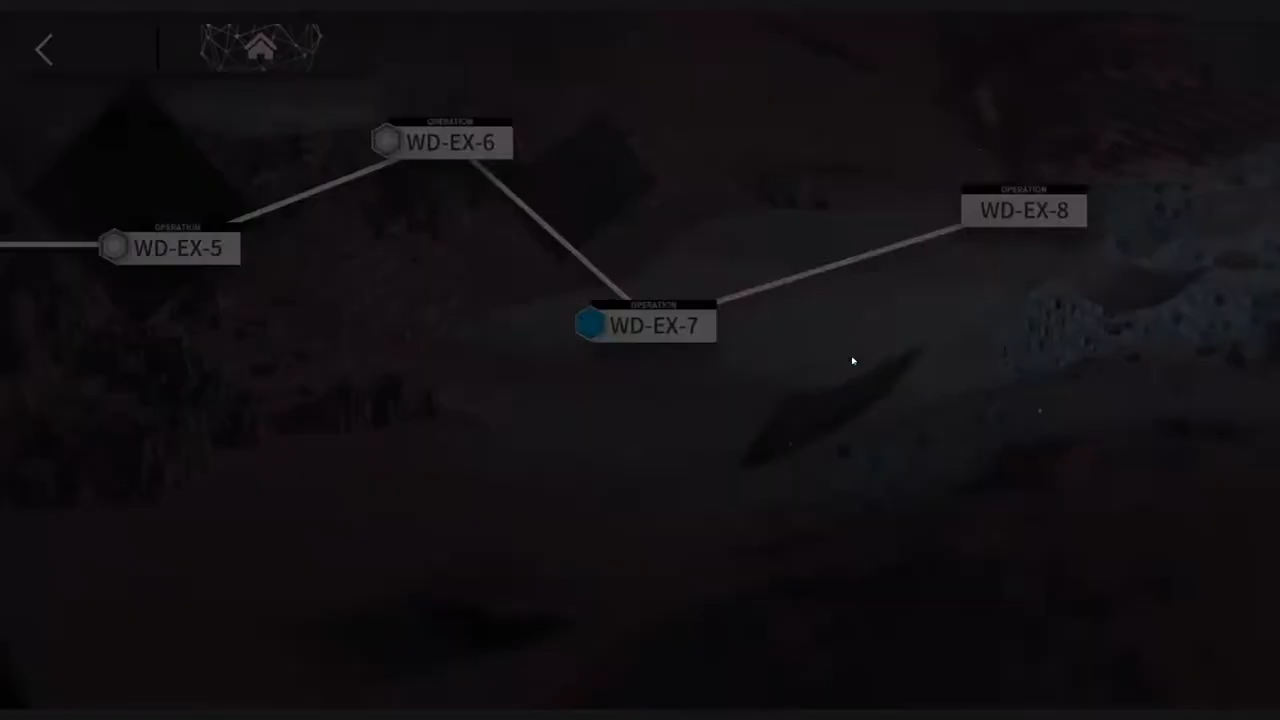 OPERATION
WD-EX-6
OPERATION
WD-EX-8
OPERATION
WD-EX-5
OPERATION
WD-EX-7